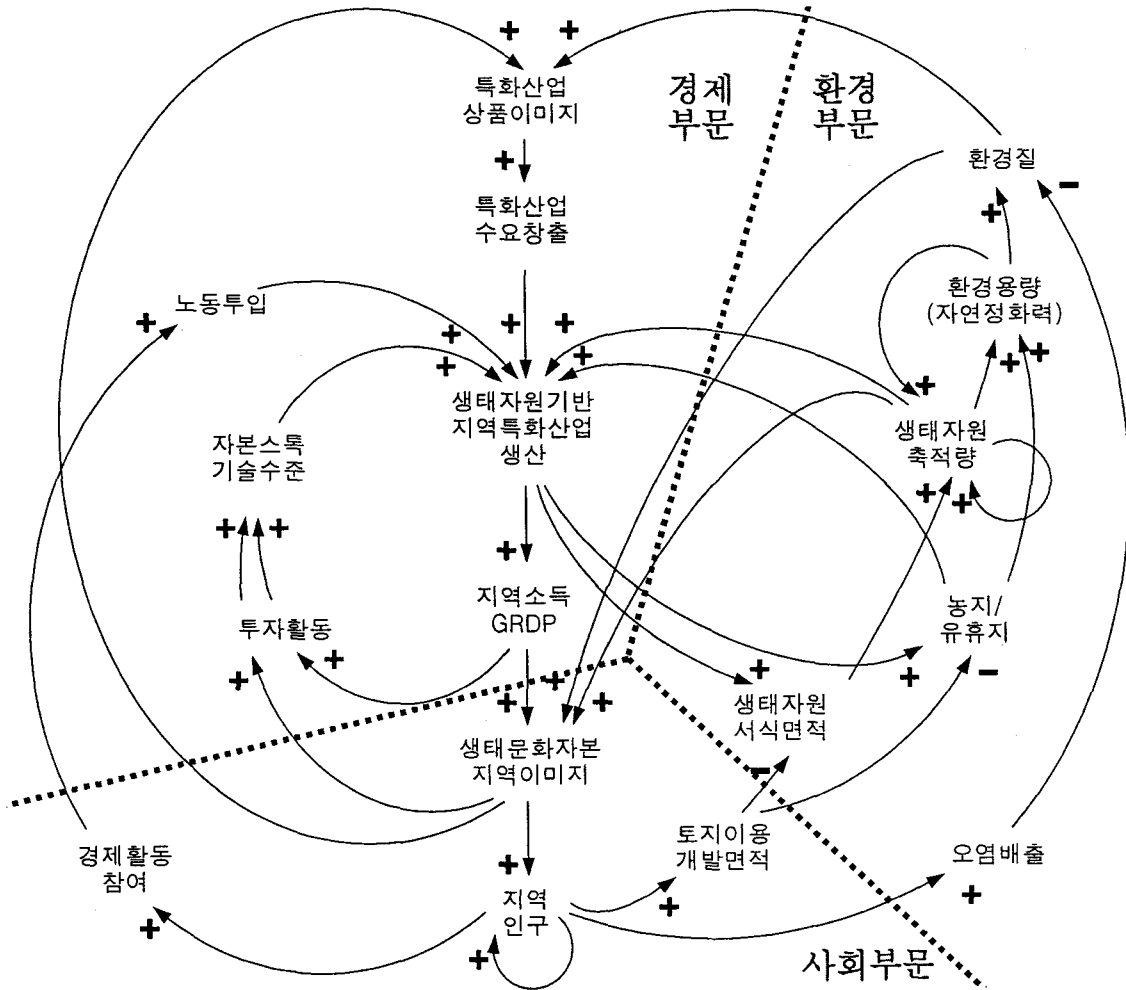 특화산업
상품이미지
경제
부문
환경
부문
환경질
특화산업
수요창출
노동투입
환경용량
(자연정화력)
생태자원기반
지역특화산업
생산
자본스톡
기술수준
생태자원
축적량
지역소득
GRDP
투자활동
농지/
유휴지
생태자원
서식면적
생태문화자본
지역이미지
토지이용
개발면적
경제활동
참여
오염배출
지역
인구
사회부문